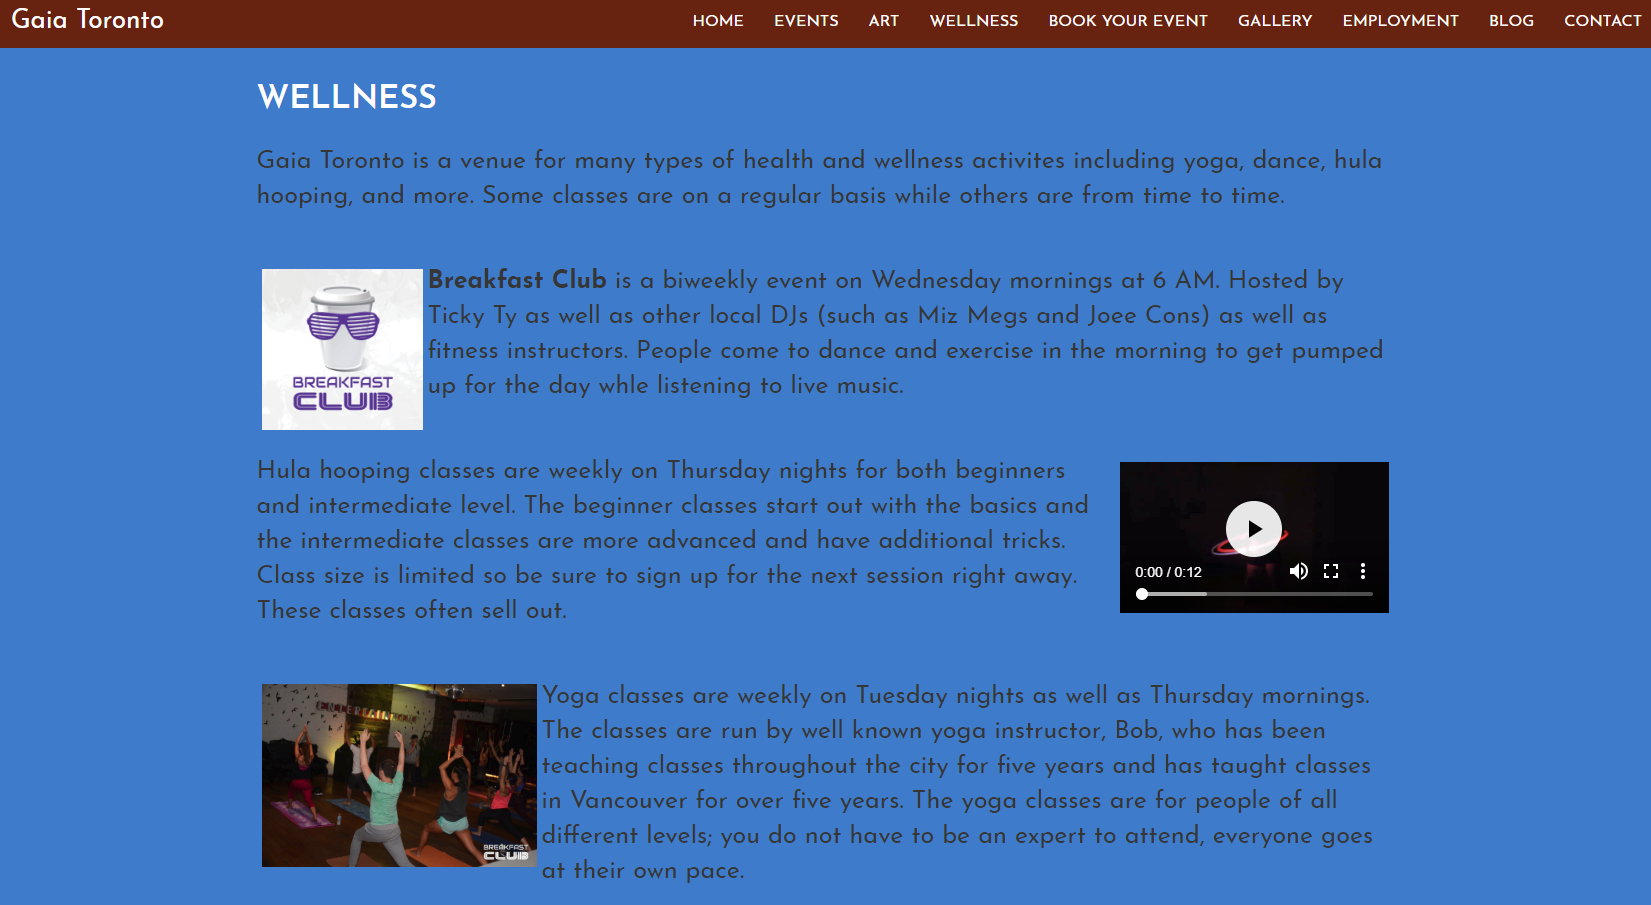 Gaia Toronto
HOME EVENTS ART WELLNESS BOOK YOUR EVENT GALLERY EMPLOYMENT BLOG CONTACT
WELLNESS
Gaia Toronto is a venue for many types of health and wellness activites including yoga, dance, hula
hooping, and more. Some classes are on a regular basis while others are from time to time.
BREAKFAST
CLUB
Breakfast Club is a biweekly event on Wednesday mornings at 6 AM. Hosted by
Ticky Ty as well as other local DJs (such as Miz Megs and Joee Cons) as well as
fitness instructors. People come to dance and exercise in the morning to get pumped
up for the day whle listening to live music.
Hula hooping classes are weekly on Thursday nights for both beginners
and intermediate level. The beginner classes start out with the basics and
the intermediate classes are more advanced and have additional tricks.
Class size is limited so be sure to sign up for the next session right away.
These classes often sell out.
0:00 / 0:12
BREAKFAST
CLUB
Yoga classes are weekly on Tuesday nights as well as Thursday mornings.
The classes are run by well known yoga instructor, Bob, who has been
teaching classes throughout the city for five years and has taught classes
in Vancouver for over five years. The yoga classes are for people of all
different levels; you do not have to be an expert to attend, everyone goes
at their own pace.